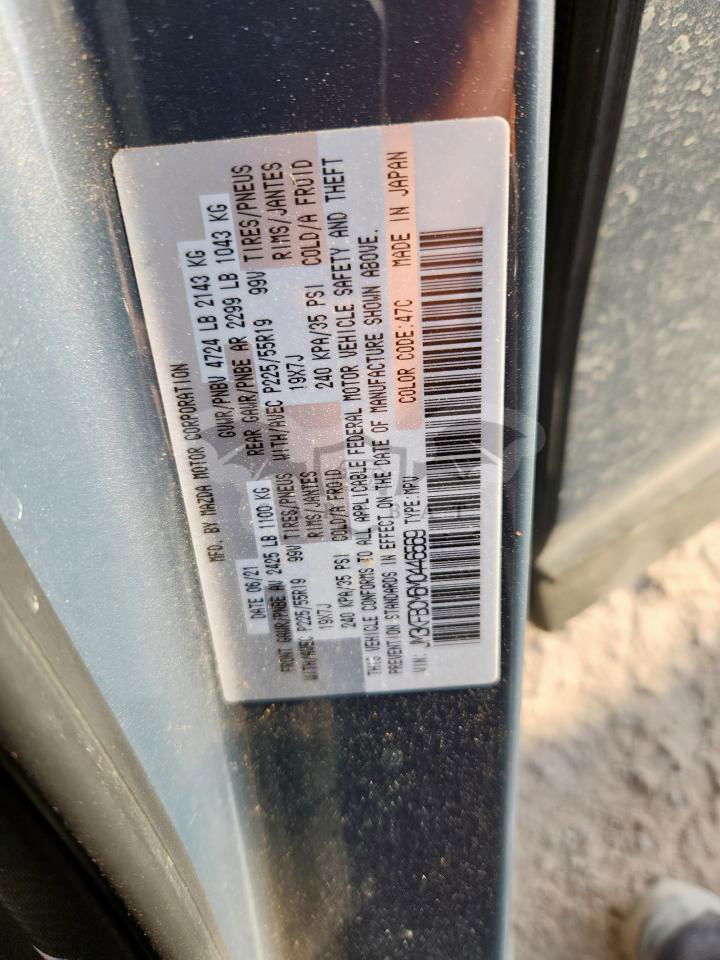 MFD. BY MAZDA MOTOR CORPORATION
DATE 06/21 GVWR/PNBV 4724 LB 2143 KG
FRONT GAWR/PNBE AV 2425 LB 1100 KG REAR GAWR/PNBE AR 2299 LB 1043 KG
WITH/AVEC P225/55R19 99V TIRES/PNEUS WITH/AVEC P225/55R19 99V TIRES/PNEUS
19X7J RIMS/JANTES 19X7J RIMS/JANTES
240 KPA/35 PSI COLD/A FROID 240 KPA/35 PSI COLD/A FROID
THIS VEHICLE CONFORMS TO ALL APPLICABLE FEDERAL MOTOR VEHICLE SAFETY AND THEFT
PREVENTION STANDARDS IN EFFECT ON THE DATE OF MANUFACTURE SHOWN ABOVE.
VIN: TYPE:MPV COLOR CODE:47C MADE IN JAPAN